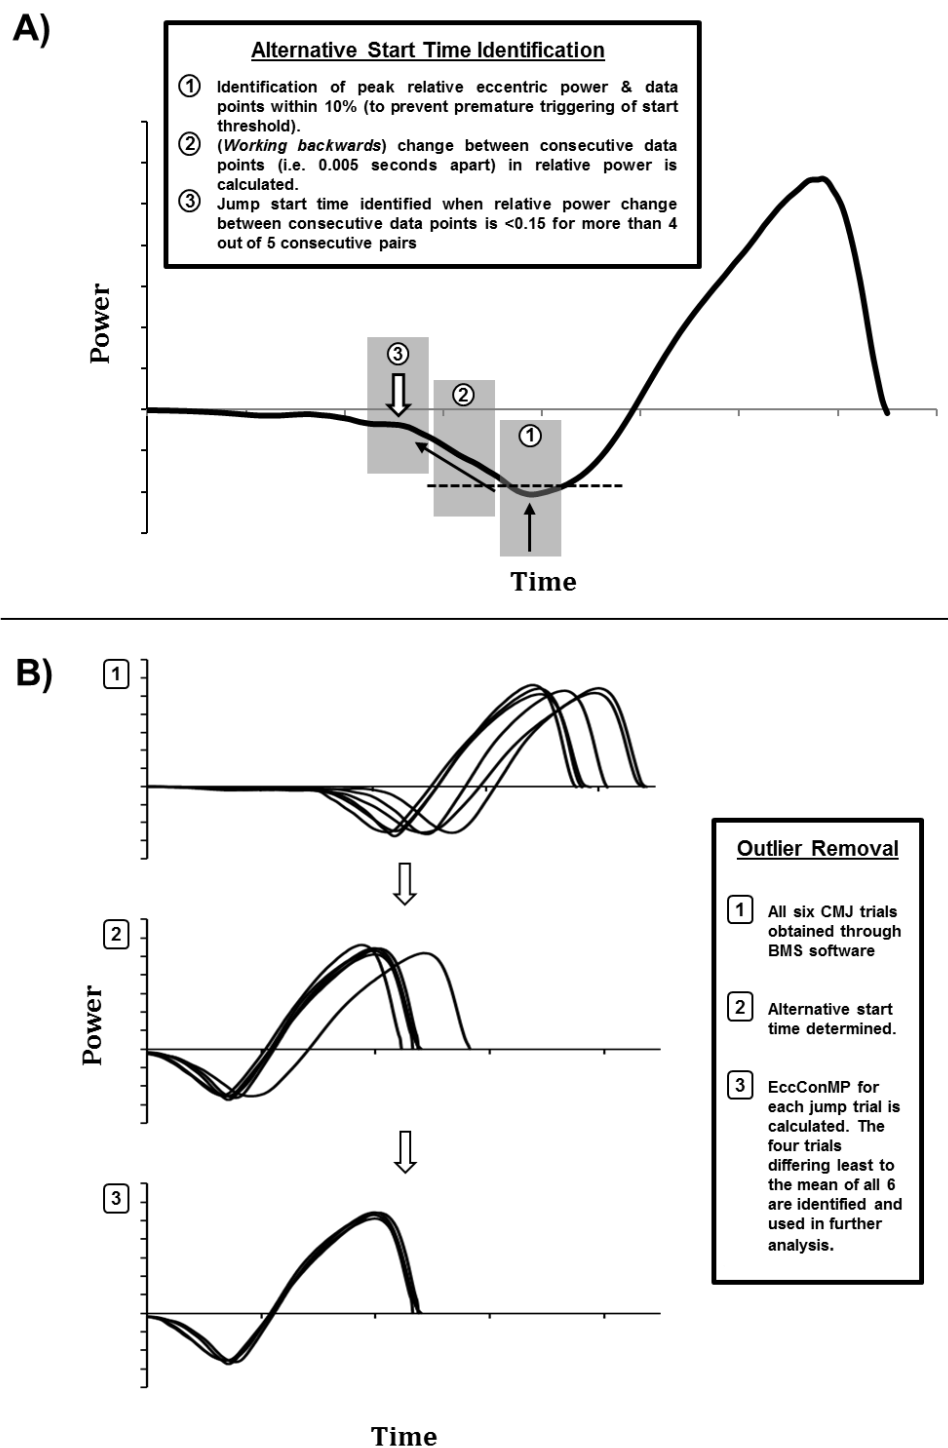 A)
Alternative Start Time Identification
1 Identification of peak relative eccentric power & data
points within 10% (to prevent premature triggering of start
threshold).
2 (Working backwards) change between consecutive data
points (i.e. 0.005 seconds apart) in relative power is
calculated.
3 Jump start time identified when relative power change
between consecutive data points is <0.15 for more than 4
out of 5 consecutive pairs
Power
3
2
1
Time
B)
1
2
Power
3
Time
Outlier Removal
1 All six CMJ trials
obtained through
BMS software
2 Alternative start
time determined.
3 EccConMP for
each jump trial is
calculated. The
four trials
differing least to
the mean of all 6
are identified and
used in further
analysis.